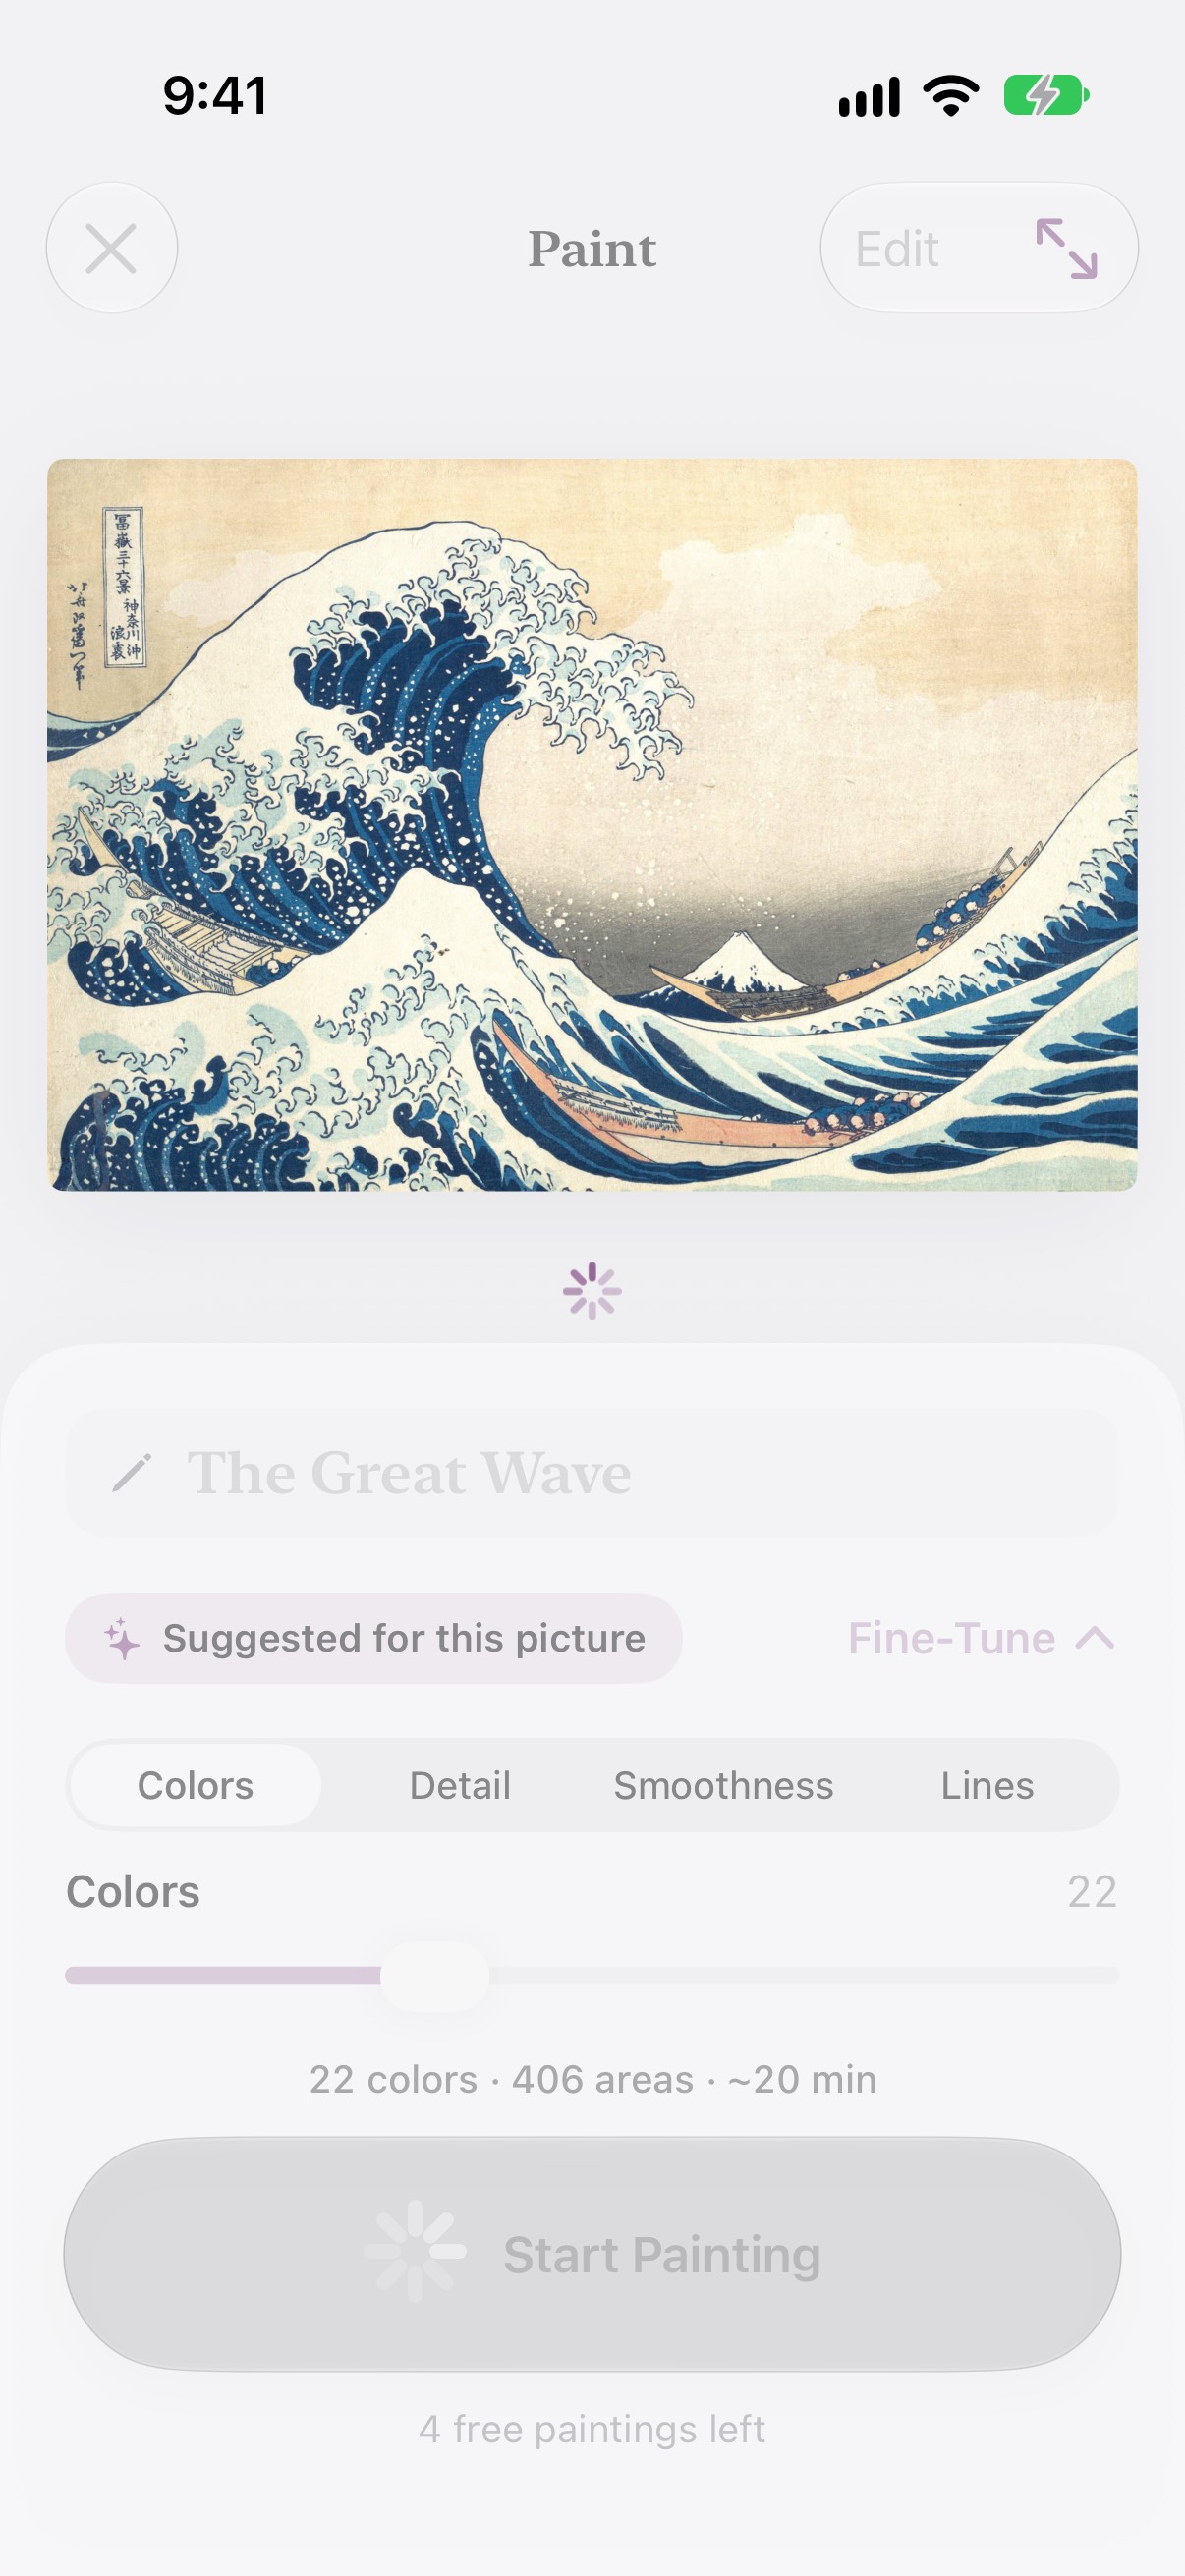 9:41
Paint
Edit
冨嶽三十六景
神奈川沖
浪裏
The Great Wave
Suggested for this picture
Fine-Tune
Colors
Detail
Smoothness
Lines
Colors
22
22 colors · 406 areas · ~20 min
Start Painting
4 free paintings left